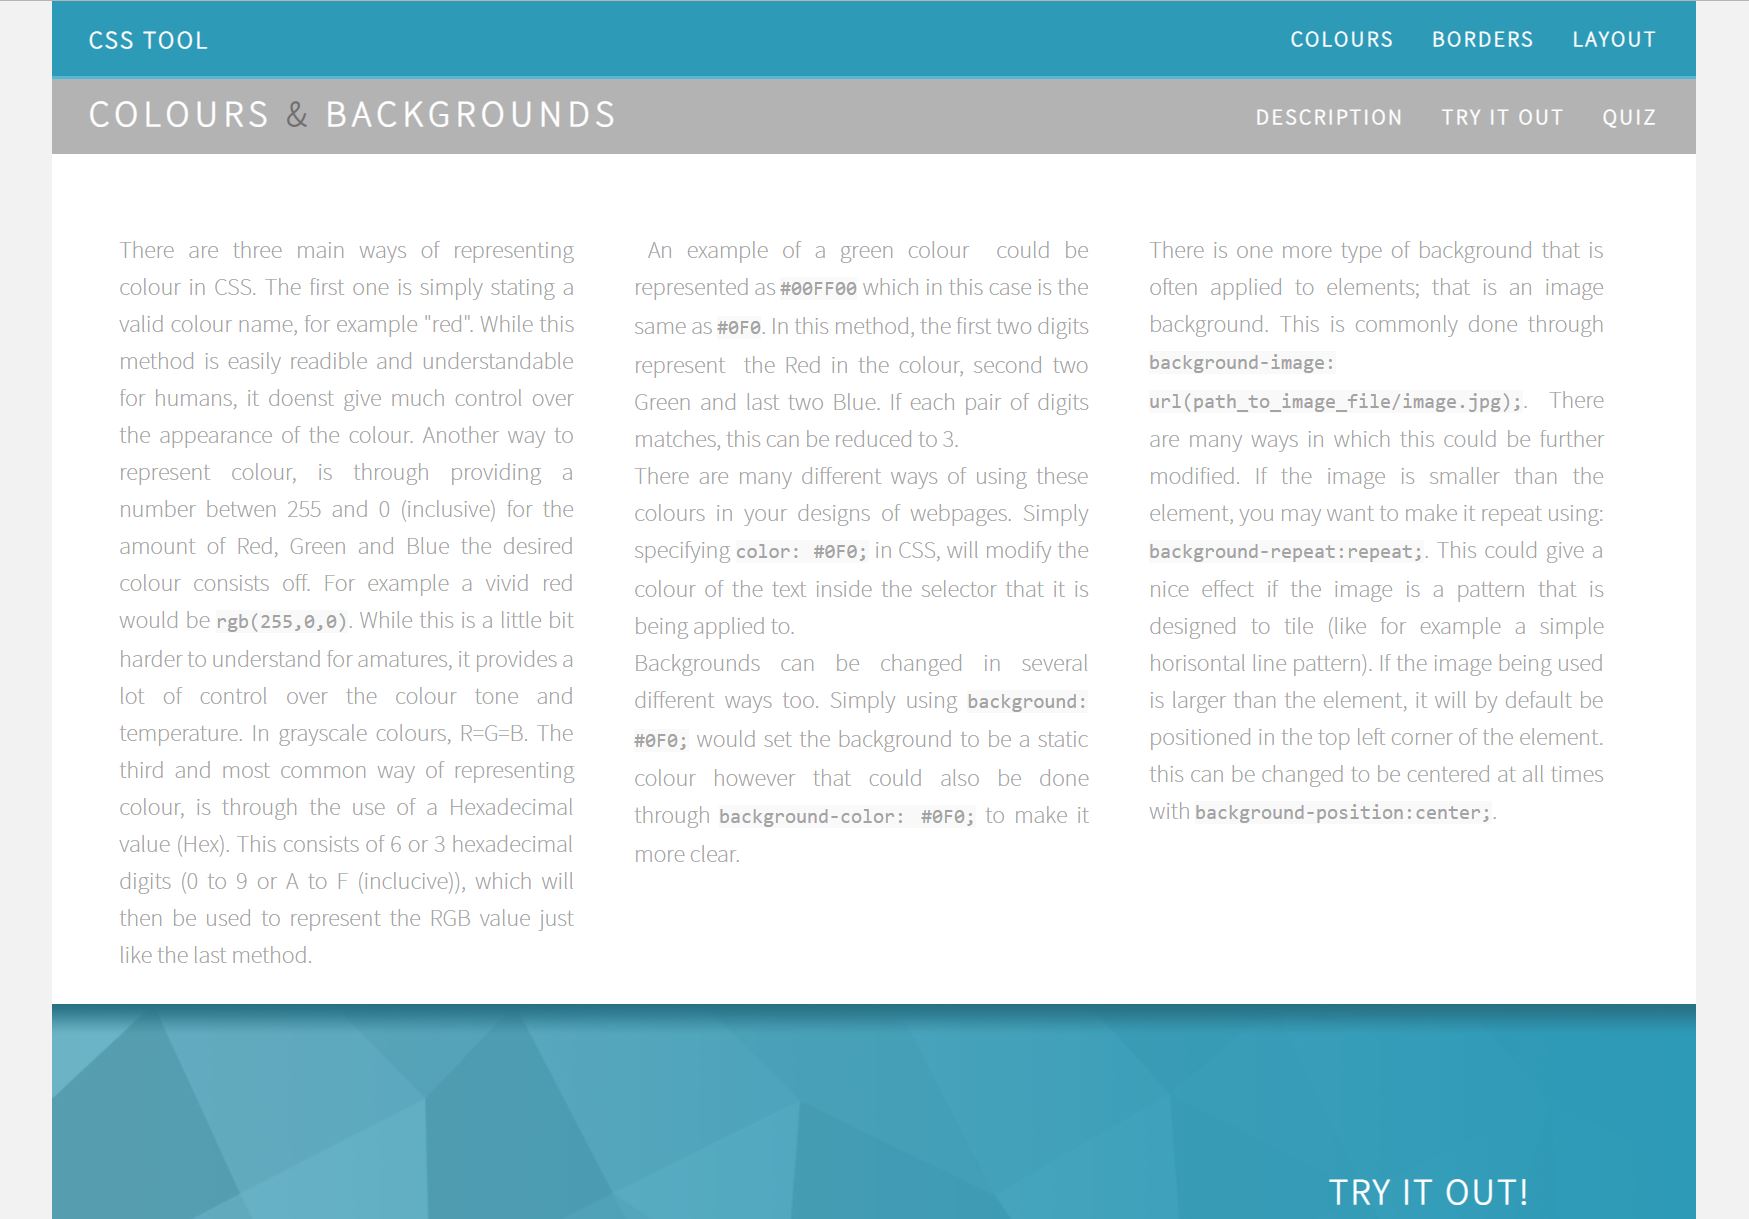 CSS TOOL
COLOURS BORDERS LAYOUT
COLOURS & BACKGROUNDS
DESCRIPTION TRY IT OUT QUIZ
There are three main ways of representing
colour in CSS. The first one is simply stating a
valid colour name, for example "red". While this
method is easily readible and understandable
for humans, it doenst give much control over
the appearance of the colour. Another way to
represent colour, is through providing a
number betwen 255 and 0 (inclusive) for the
amount of Red, Green and Blue the desired
colour consists off. For example a vivid red
would be rgb(255,0,0). While this is a little bit
harder to understand for amatures, it provides a
lot of control over the colour tone and
temperature. In grayscale colours, R=G=B. The
third and most common way of representing
colour, is through the use of a Hexadecimal
value (Hex). This consists of 6 or 3 hexadecimal
digits (0 to 9 or A to F (inclucive)), which will
then be used to represent the RGB value just
like the last method.
An example of a green colour could be
represented as #00FF00 which in this case is the
same as #0F0. In this method, the first two digits
represent the Red in the colour, second two
Green and last two Blue. If each pair of digits
matches, this can be reduced to 3.
There are many different ways of using these
colours in your designs of webpages. Simply
specifying color: #0F0; in CSS, will modify the
colour of the text inside the selector that it is
being applied to.
Backgrounds can be changed in several
different ways too. Simply using background:
#0F0; would set the background to be a static
colour however that could also be done
through background-color: #0F0; to make it
more clear.
There is one more type of background that is
often applied to elements; that is an image
background. This is commonly done through
background-image:
url(path_to_image_file/image.jpg);. There
are many ways in which this could be further
modified. If the image is smaller than the
element, you may want to make it repeat using:
background-repeat:repeat;. This could give a
nice effect if the image is a pattern that is
designed to tile (like for example a simple
horisontal line pattern). If the image being used
is larger than the element, it will by default be
positioned in the top left corner of the element.
this can be changed to be centered at all times
with background-position:center;.
TRY IT OUT!